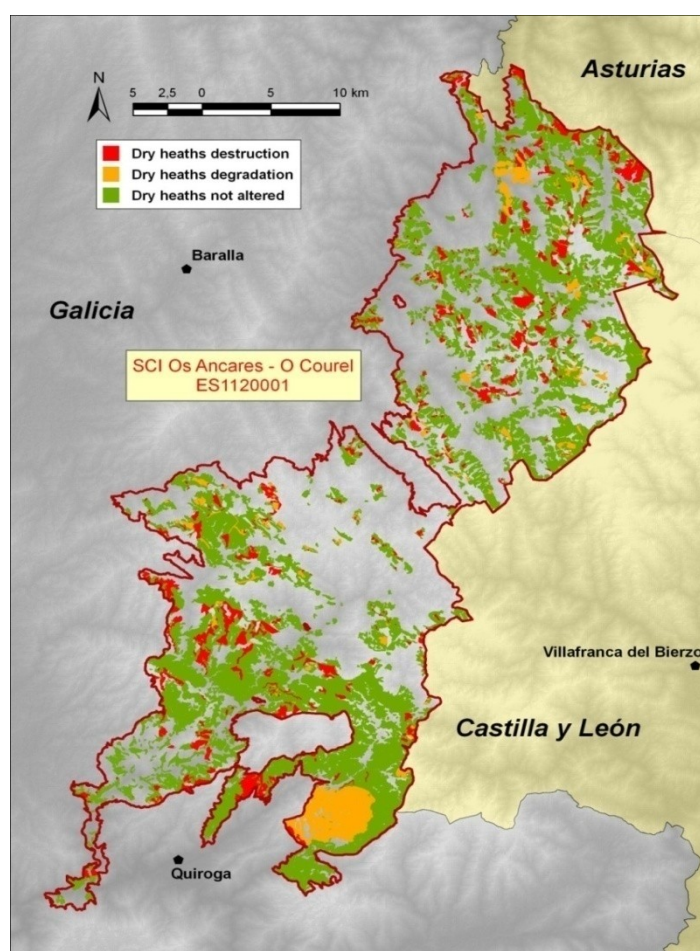 Asturias
N
5 2,5 0 5 10 km
Dry heaths destruction
Dry heaths degradation
Dry heaths not altered
Baralla
Galicia
SCI Os Ancares - O Courel
ES1120001
Villafranca del Bierzo
Castilla y León
Quiroga